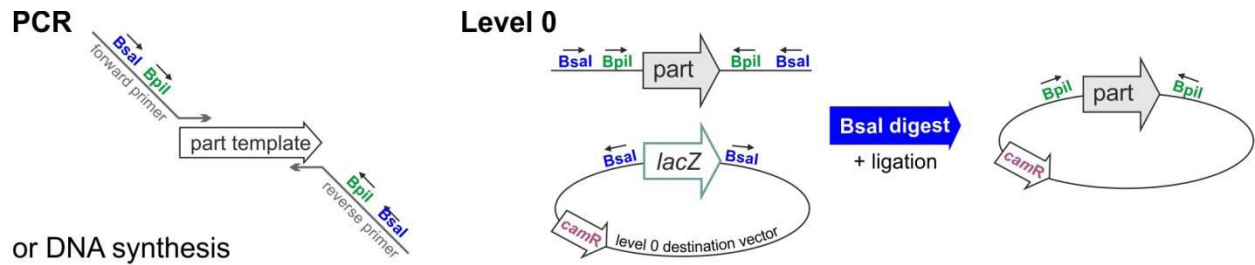 PCR
BsaI
BpiI
forward primer
part template
BpiI
BsaI
reverse primer
or DNA synthesis
Level 0
BsaI BpiI part BpiI BsaI
BsaI lacZ BsaI
camR
level 0 destination vector
BsaI digest
+ ligation
BpiI part BpiI
camR